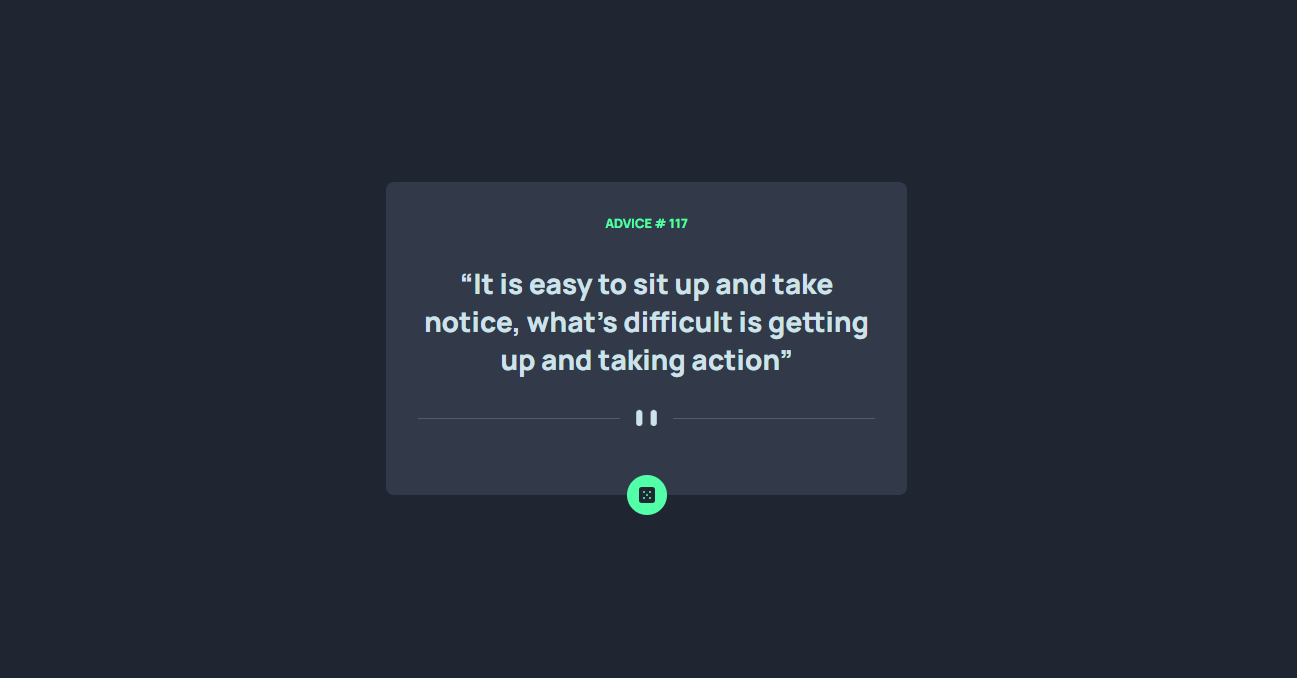 ADVICE # 117
“It is easy to sit up and take
notice, what’s difficult is getting
up and taking action”